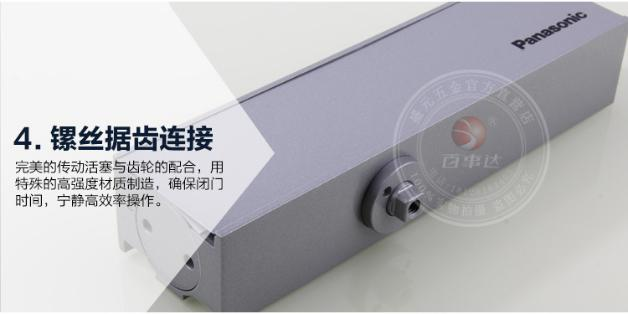 Panasonic
4. 镙丝据齿连接
完美的传动活塞与齿轮的配合，用
特殊的高强度材质制造，确保闭门
时间，宁静高效率操作。
百事达